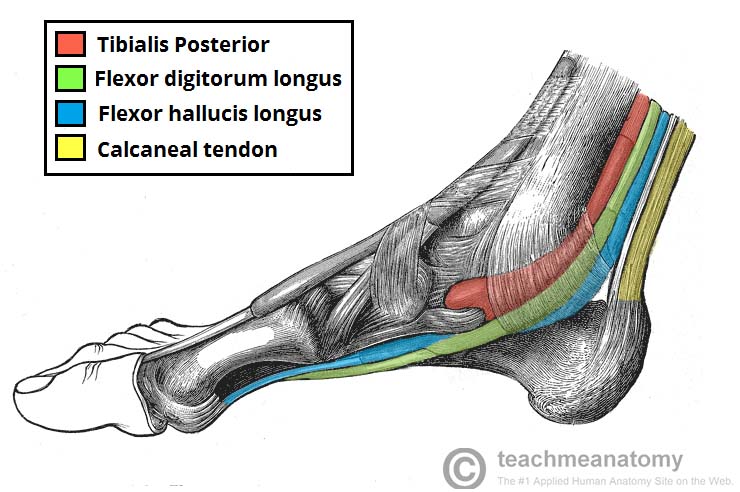 Tibialis Posterior
Flexor digitorum longus
Flexor hallucis longus
Calcaneal tendon
© teachmeanatomy
The #1 Applied Human Anatomy Site on the Web.